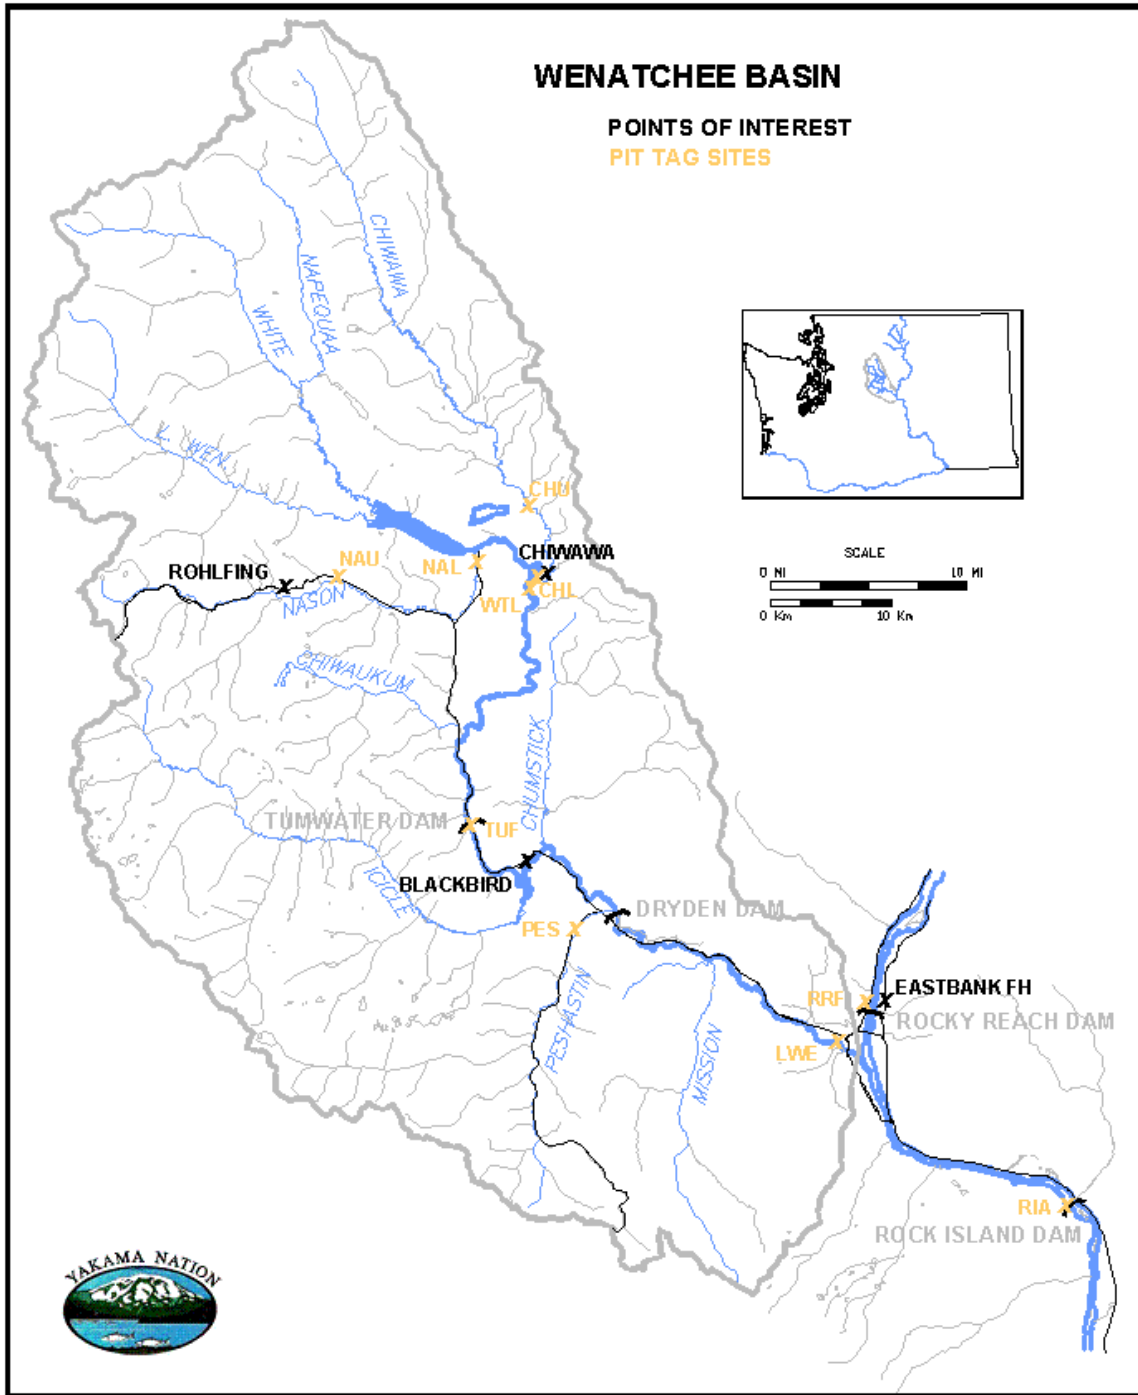 WENATCHEE BASIN
POINTS OF INTEREST
PIT TAG SITES
CHIWAWA
NAPEQUAA
WHITE
L. WEN.
CHU
SCALE
0 MI 10 MI
0 Km 10 Km
CHIWAWA
ROHLFING
NAU
NAL
CHL
WTL
NASON
CHIWAUKUM
CHUMSTICK
TUMWATER DAM
TUF
BLACKBIRD
ICICLE
DRYDEN DAM
PES
EASTBANK FH
RRF
ROCKY REACH DAM
LWE
PESHASTIN
MISSION
RIA
ROCK ISLAND DAM
YAKAMA NATION